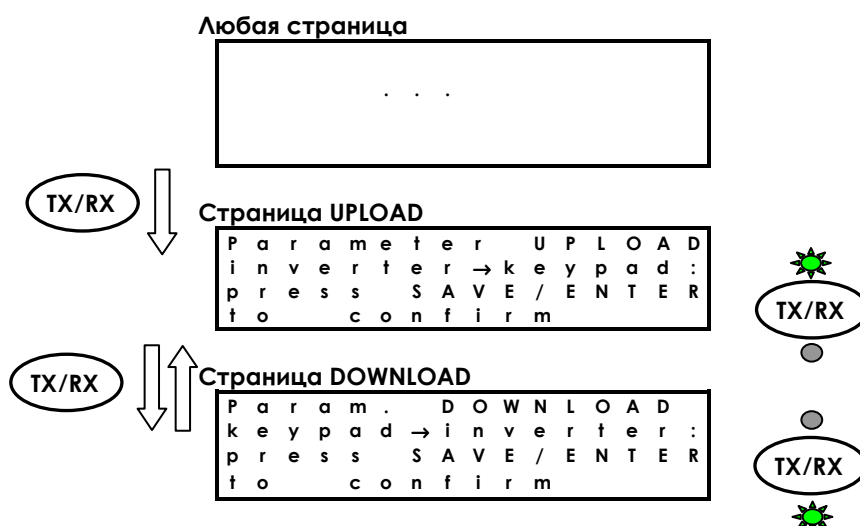 Любая страница
. . .
TX/RX
Страница UPLOAD
Parameter UPLOAD
inverter→keypad:
press SAVE/ENTER
to confirm
TX/RX
TX/RX
Страница DOWNLOAD
Param. DOWNLOAD
keypad→inverter:
press SAVE/ENTER
to confirm
TX/RX